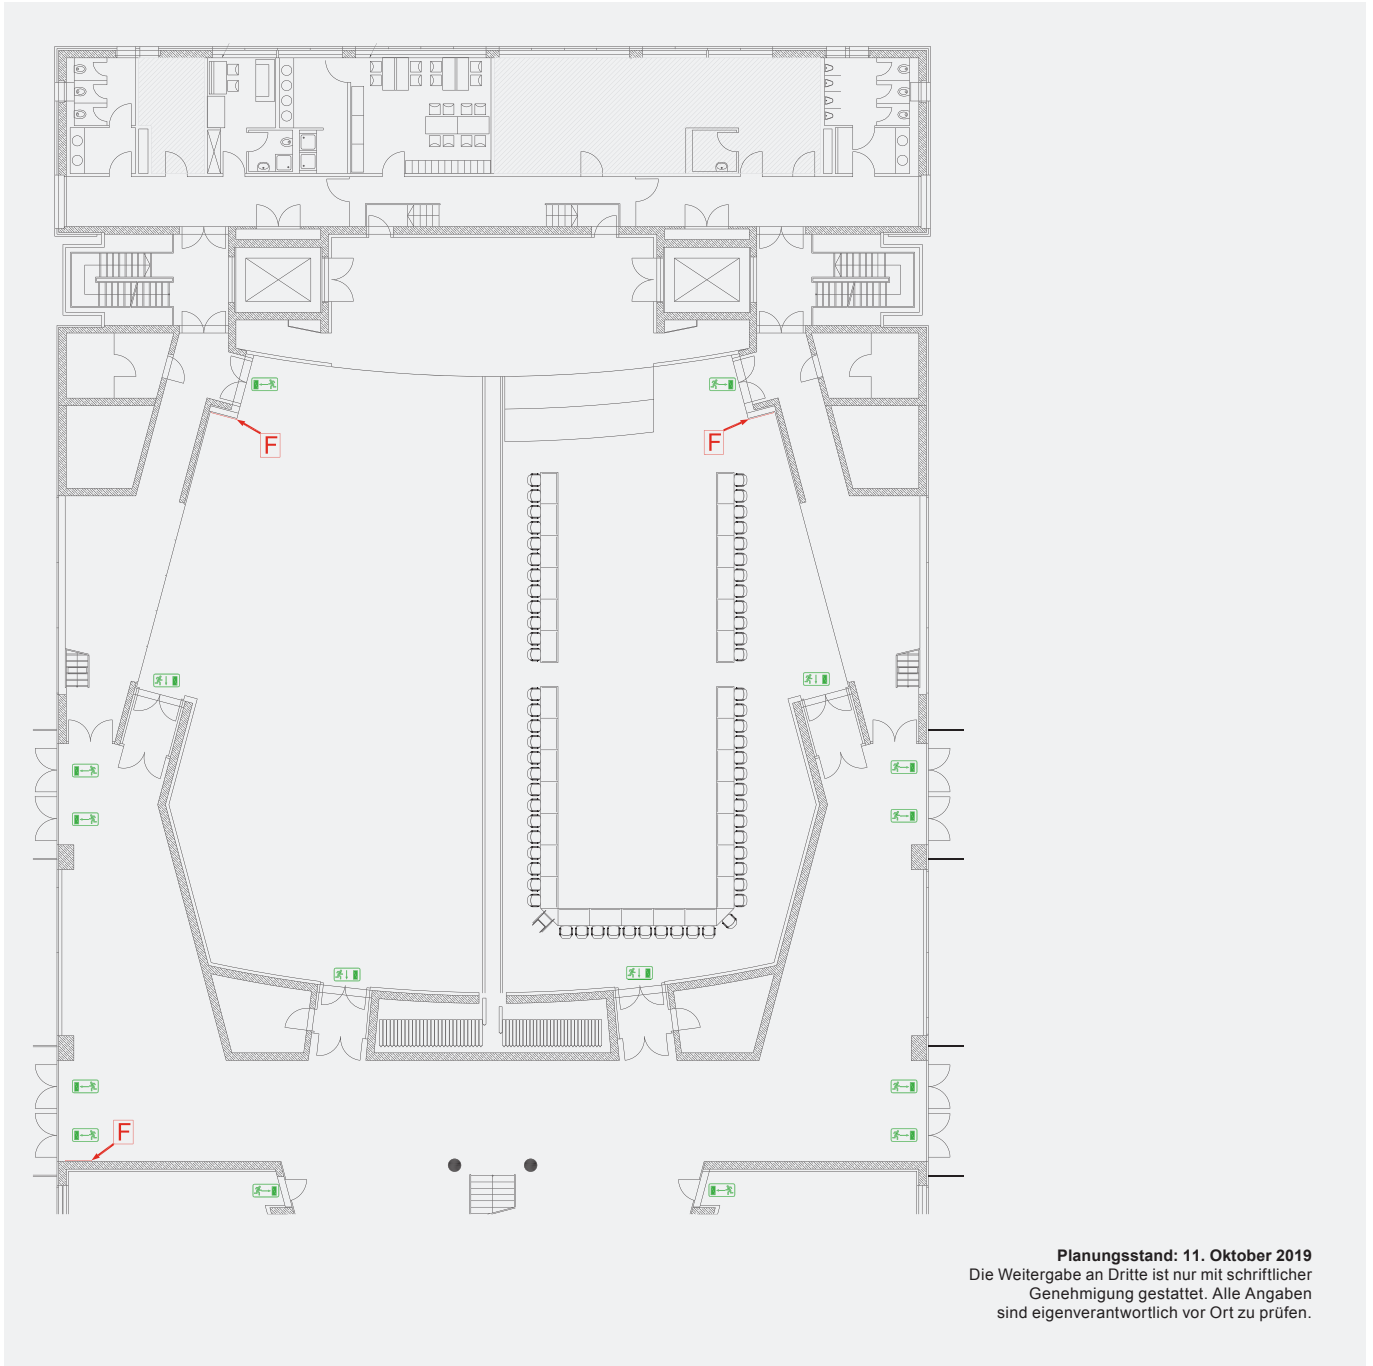 F
F
F
Planungsstand: 11. Oktober 2019
Die Weitergabe an Dritte ist nur mit schriftlicher
Genehmigung gestattet. Alle Angaben
sind eigenverantwortlich vor Ort zu prüfen.